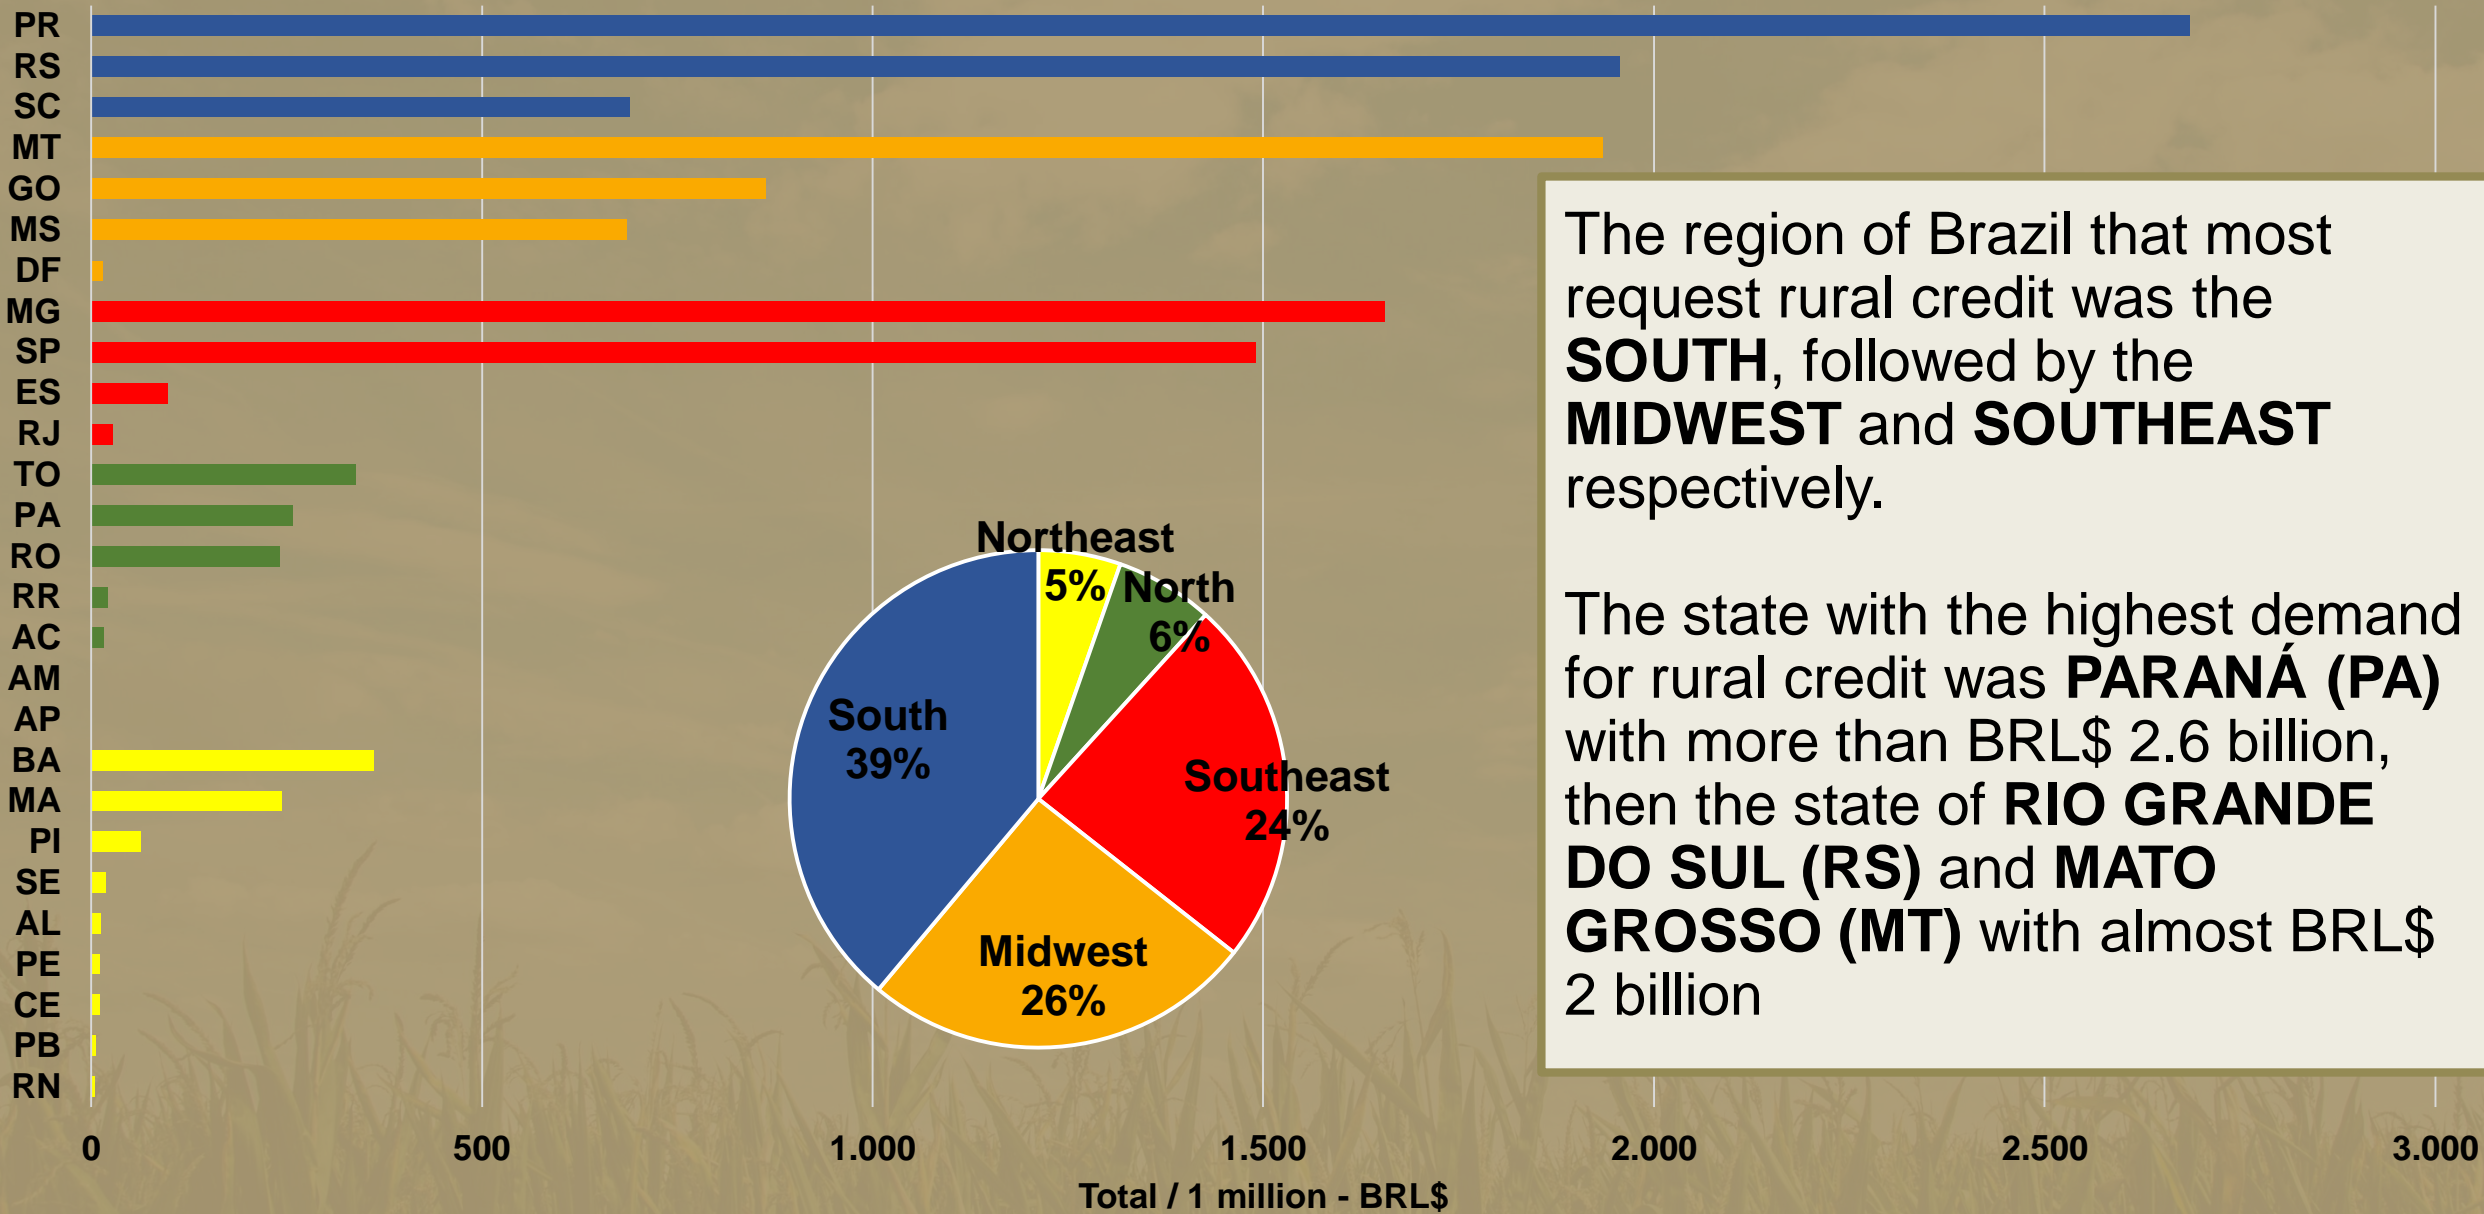 PR
RS
SC
MT
GO
MS
DF
MG
SP
ES
RJ
TO
PA
RO
RR
AC
AM
AP
BA
MA
PI
SE
AL
PE
CE
PB
RN
0
500
1.000
1.500
2.000
2.500
3.000
Total / 1 million - BRL$
Northeast
5%
North
6%
Southeast
24%
Midwest
26%
South
39%
The region of Brazil that most
request rural credit was the
SOUTH, followed by the
MIDWEST and SOUTHEAST
respectively.
The state with the highest demand
for rural credit was PARANÁ (PA)
with more than BRL$ 2.6 billion,
then the state of RIO GRANDE
DO SUL (RS) and MATO
GROSSO (MT) with almost BRL$
2 billion